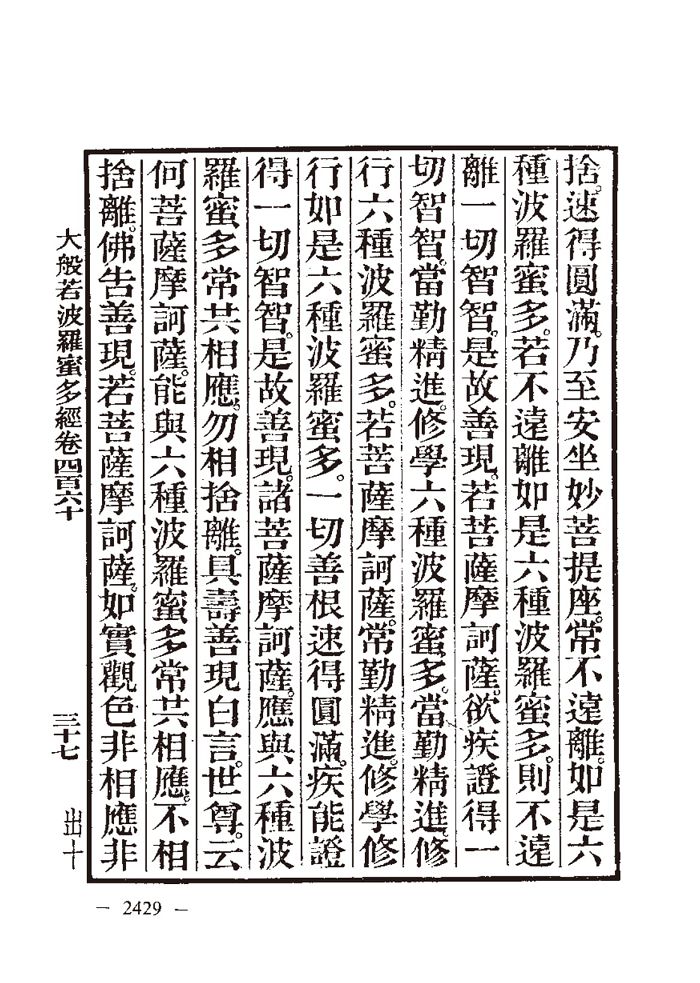 捨。速得圓滿。乃至安坐妙菩提座。常不遠離。如是六
種波羅蜜多。若不遠離如是六種波羅蜜多。則不遠
離一切智智。是故善現。若菩薩摩訶薩。欲疾證得一
切智智。當勤精進。修學六種波羅蜜多。當勤精進。修
行六種波羅蜜多。若菩薩摩訶薩。常勤精進。修學修
行如是六種波羅蜜多。一切善根速得圓滿。疾能證
得一切智智。是故善現。諸菩薩摩訶薩。應與六種波
羅蜜多常共相應。勿相捨離。具壽善現白言。世尊。云
何菩薩摩訶薩。能與六種波羅蜜多常共相應。不相
捨離。佛告善現。若菩薩摩訶薩。如實觀色非相應非
大般若波羅蜜多經卷四百六十
三十七
出十
— 2429 —